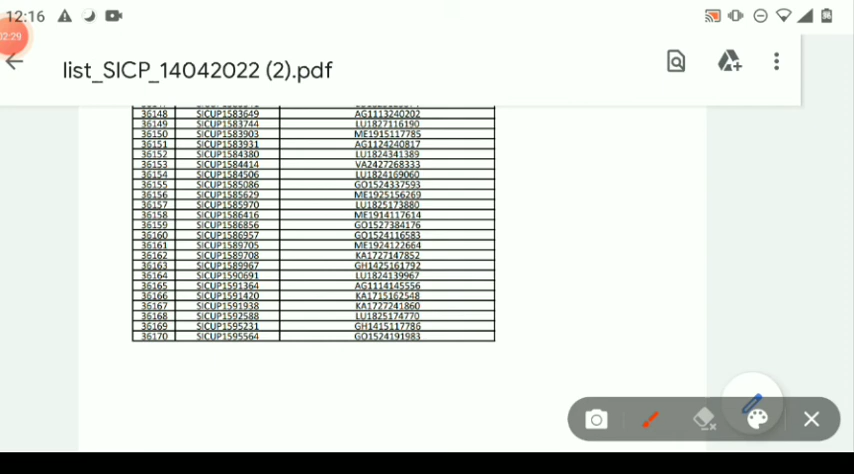 12:16
02:29
list_SICP_14042022 (2).pdf
36148 SICUP1583649 AG1113240202
36149 SICUP1583744 LU1827116190
36150 SICUP1583903 ME1915117785
36151 SICUP1583931 AG1124240817
36152 SICUP1584380 LU1824341389
36153 SICUP1584414 VA2427268333
36154 SICUP1584506 LU1824169060
36155 SICUP1585086 GO1524337593
36156 SICUP1585629 ME1925156269
36157 SICUP1585970 LU1825173880
36158 SICUP1586416 ME1914117614
36159 SICUP1586856 GO1527384176
36160 SICUP1586957 GO1524116583
36161 SICUP1589705 ME1924122664
36162 SICUP1589708 KA1727147852
36163 SICUP1589967 GH1425161792
36164 SICUP1590691 LU1824139967
36165 SICUP1591364 AG1114145556
36166 SICUP1591420 KA1715162548
36167 SICUP1591938 KA1727241860
36168 SICUP1592588 LU1825174770
36169 SICUP1595231 GH1415117786
36170 SICUP1595564 GO1524191983